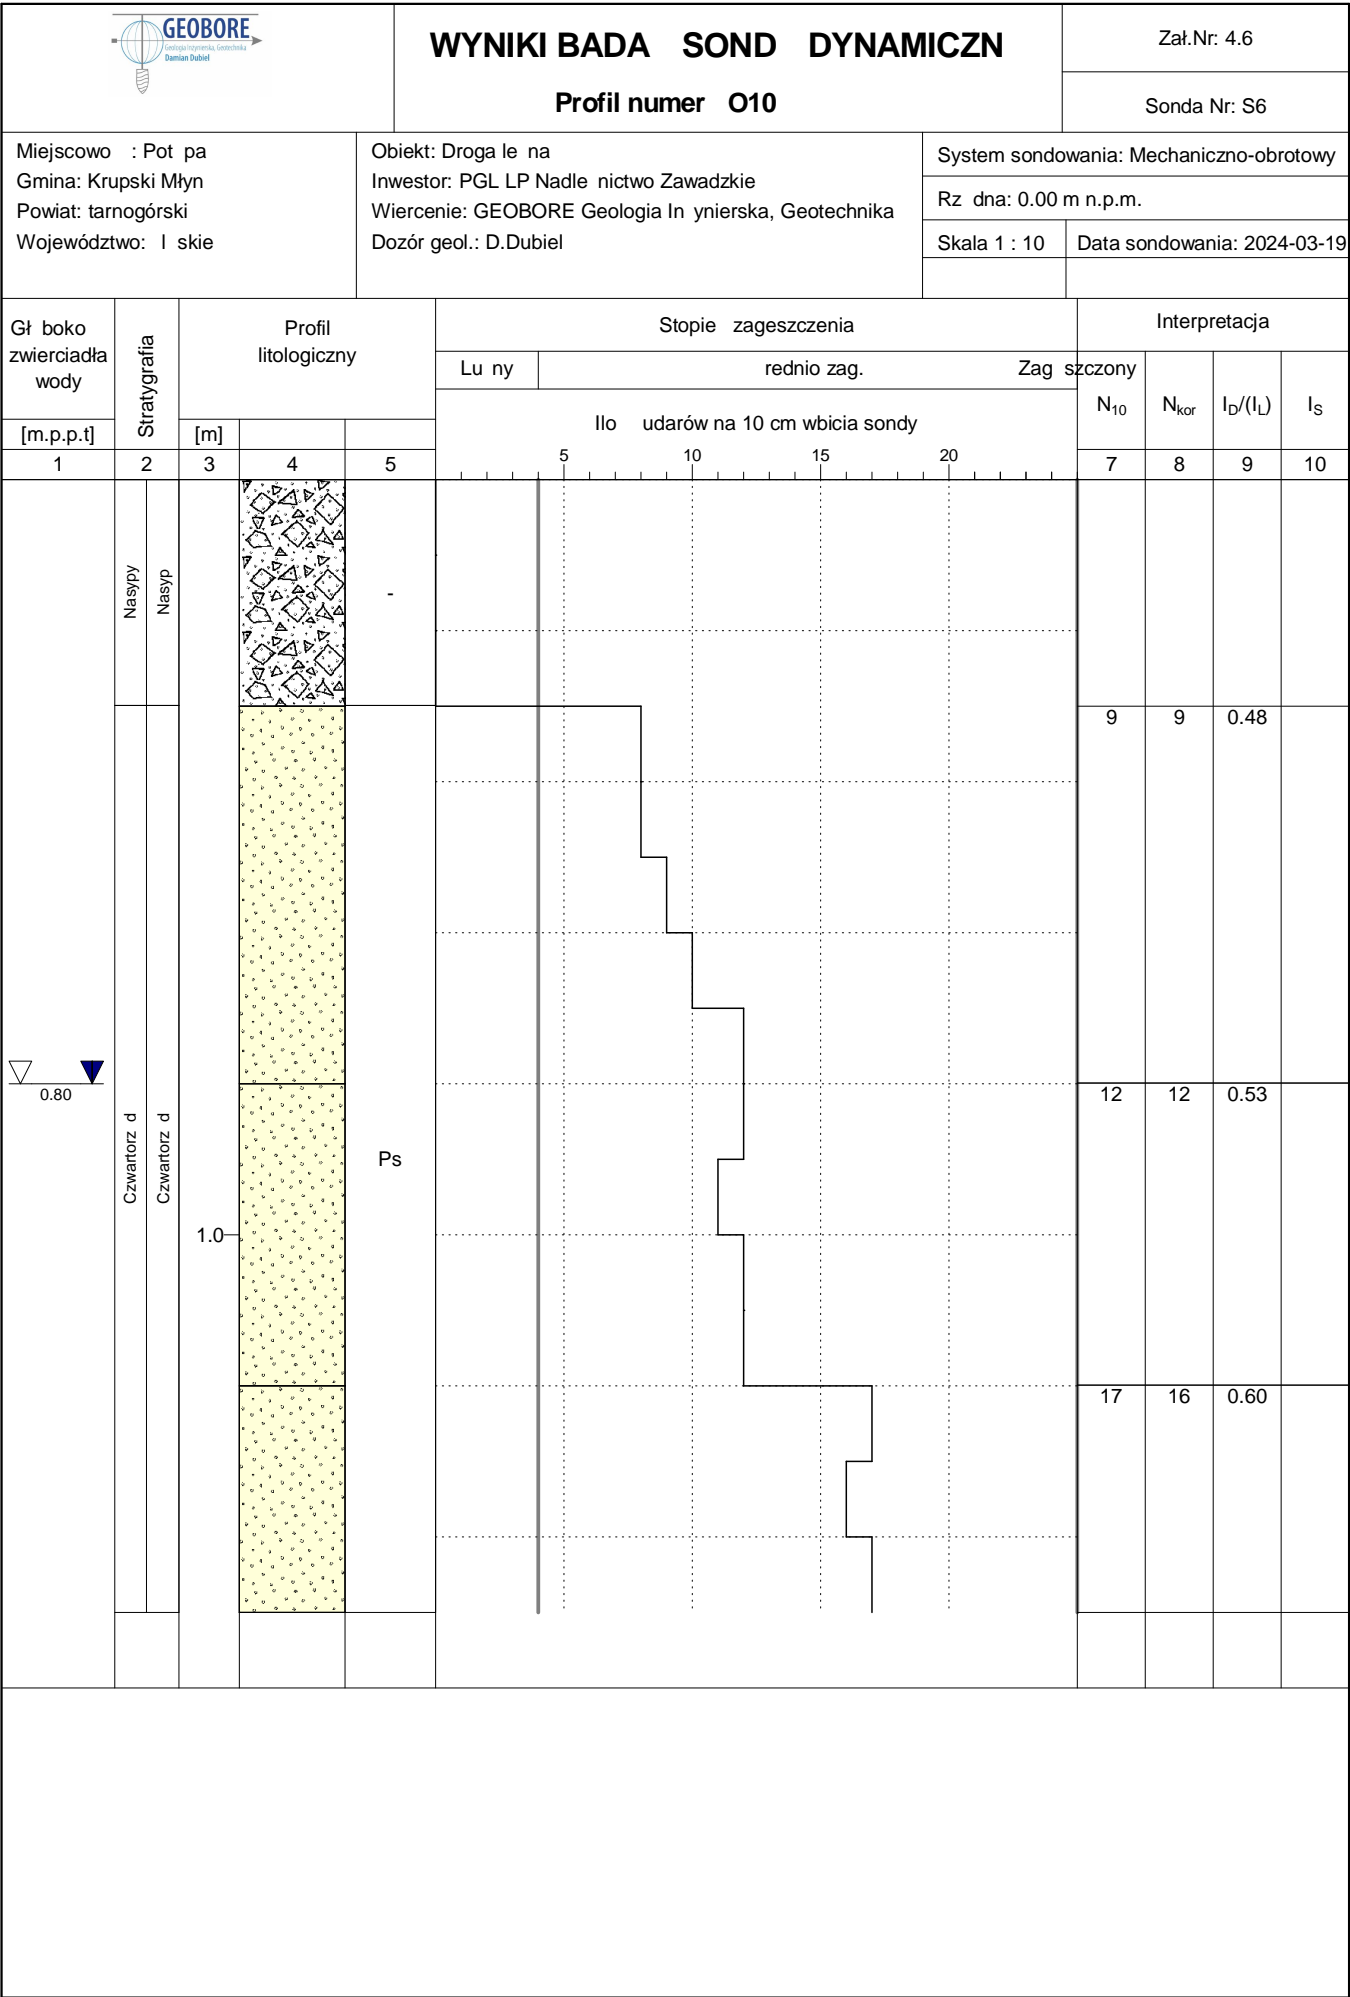 GEOBORE
Geologia Inżynierska, Geotechnika
Damian Dubiel
WYNIKI BADA SOND DYNAMICZN
Profil numer O10
Zał.Nr: 4.6
Sonda Nr: S6
Miejscowo : Pot pa
Gmina: Krupski Młyn
Powiat: tarnogórski
Województwo: l skie
Obiekt: Droga le na
Inwestor: PGL LP Nadle nictwo Zawadzkie
Wiercenie: GEOBORE Geologia In ynierska, Geotechnika
Dozór geol.: D.Dubiel
System sondowania: Mechaniczno-obrotowy
Rz dna: 0.00 m n.p.m.
Skala 1 : 10
Data sondowania: 2024-03-19
Gł boko
zwierciadła
wody
[m.p.p.t]
Stratygrafia
Profil
litologiczny
[m]
Stopie zageszczenia
Lu ny
rednio zag.
Zag szczony
Ilo udarów na 10 cm wbicia sondy
5 10 15 20
Interpretacja
N10
Nkor
ID/(IL)
IS
1 2 3 4 5 7 8 9 10
Nasypy
Nasyp
-
9 9 0.48
0.80
12 12 0.53
Czwartorz d
Czwartorz d
Ps
1.0
17 16 0.60